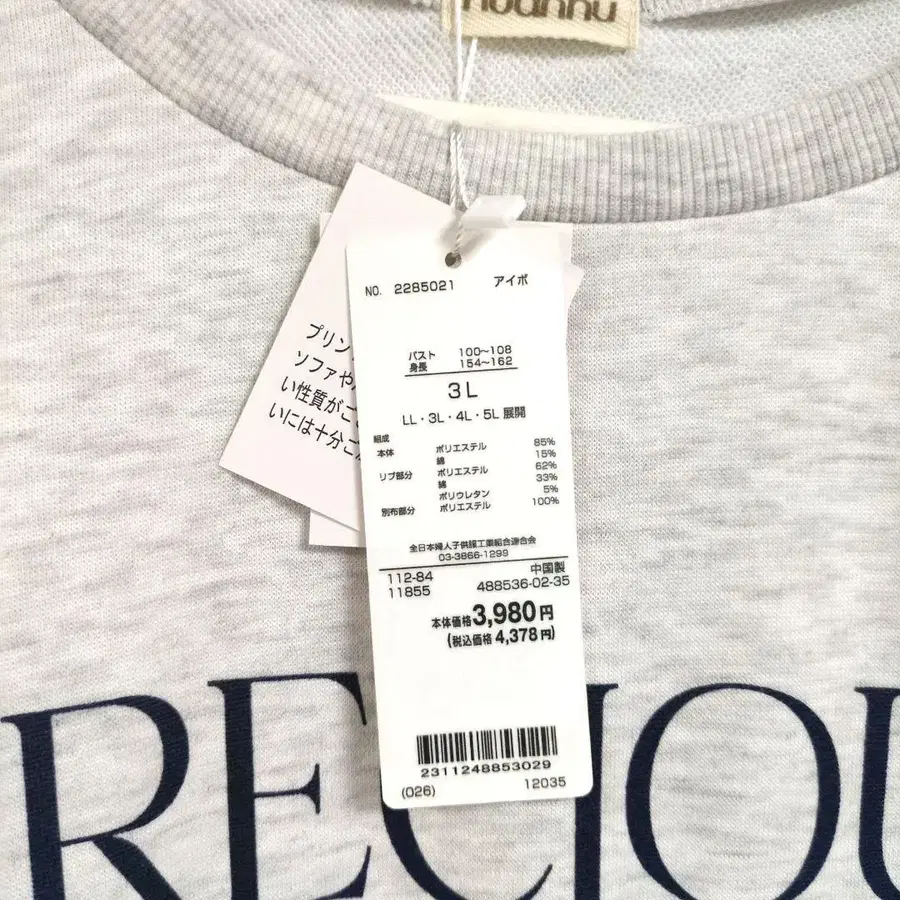 NO. 2285021 アイボ
バスト 100~108
身長 154~162
3L
LL・3L・4L・5L 展開
組成
本体 ポリエステル 85%
綿 15%
リブ部分 ポリエステル 62%
綿 33%
ポリウレタン 5%
別布部分 ポリエステル 100%
全日本婦人子供服工業組合連合会
03-3866-1299
112-84 中国製
11855 488536-02-35
本体価格3,980円
(税込価格 4,378円)
2311248853029
(026) 12035
プリン
ソファや
い性質がご
いには十分ご
RECIOU